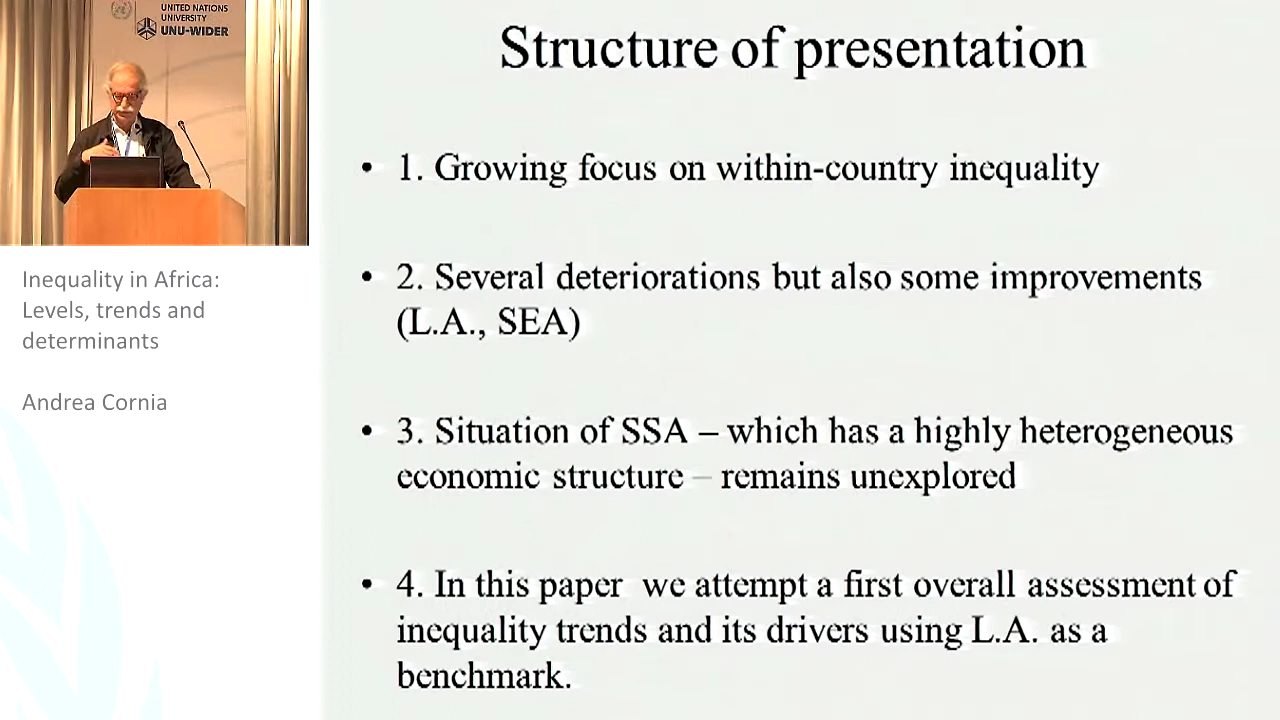 UNITED NATIONS
UNIVERSITY
UNU-WIDER
Inequality in Africa:
Levels, trends and
determinants
Andrea Cornia
Structure of presentation
• 1. Growing focus on within-country inequality
• 2. Several deteriorations but also some improvements
(L.A., SEA)
• 3. Situation of SSA – which has a highly heterogeneous
economic structure – remains unexplored
• 4. In this paper we attempt a first overall assessment of
inequality trends and its drivers using L.A. as a
benchmark.